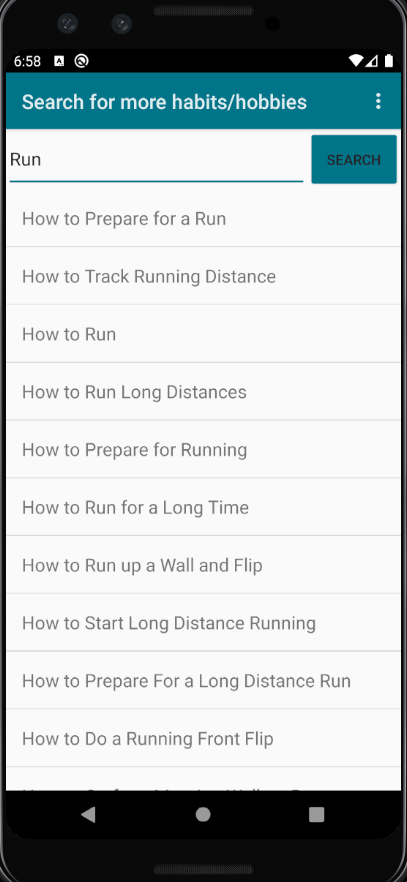 6:58
Search for more habits/hobbies
Run
SEARCH
How to Prepare for a Run
How to Track Running Distance
How to Run
How to Run Long Distances
How to Prepare for Running
How to Run for a Long Time
How to Run up a Wall and Flip
How to Start Long Distance Running
How to Prepare For a Long Distance Run
How to Do a Running Front Flip